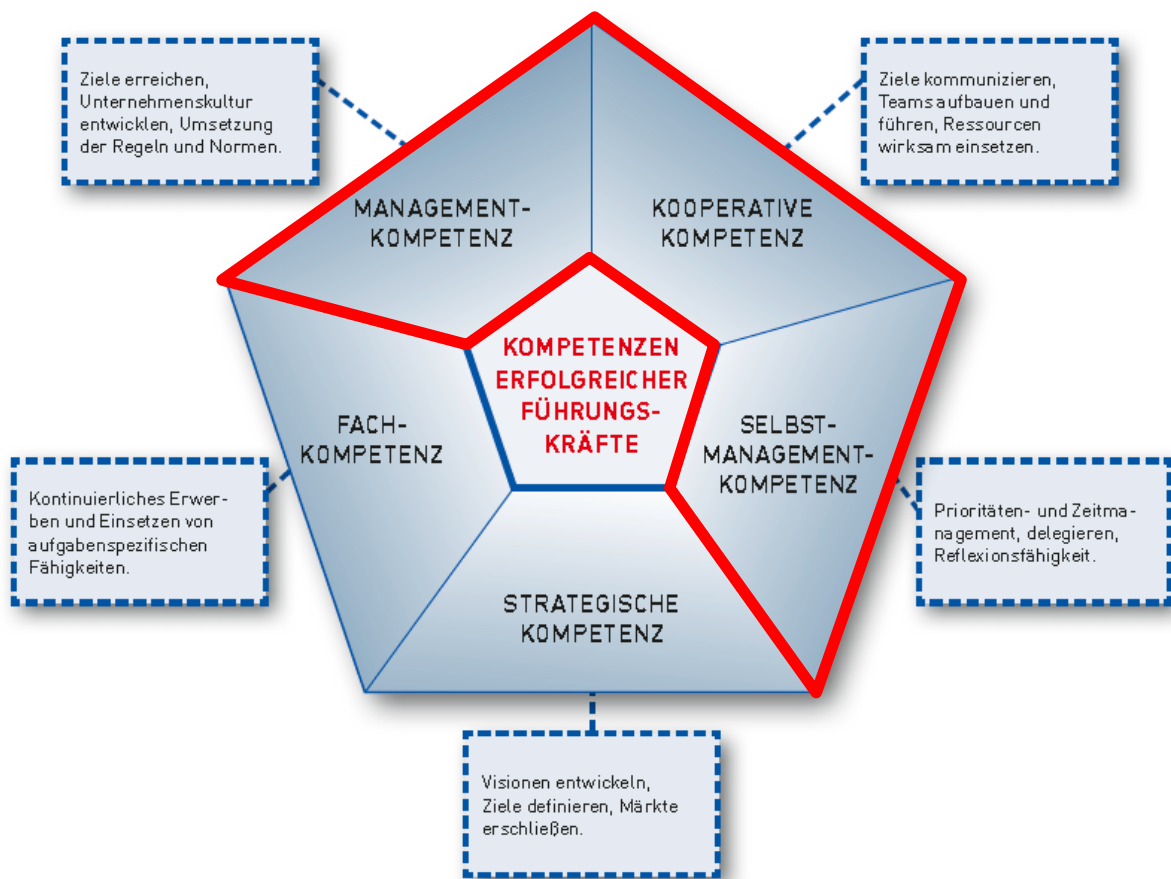 Ziele erreichen,
Unternehmenskultur
entwicklen, Umsetzung
der Regeln und Normen.
Ziele kommunizieren,
Teams aufbauen und
führen, Ressourcen
wirksam einsetzen.
MANAGEMENT-
KOMPETENZ
KOOPERATIVE
KOMPETENZ
KOMPETENZEN
ERFOLGREICHER
FÜHRUNGS-
KRÄFTE
FACH-
KOMPETENZ
SELBST-
MANAGEMENT-
KOMPETENZ
Kontinuierliches Erwer-
ben und Einsetzen von
aufgabenspezifischen
Fähigkeiten.
Prioritäten- und Zeitma-
nagement, delegieren,
Reflexionsfähigkeit.
STRATEGISCHE
KOMPETENZ
Visionen entwickeln,
Ziele definieren, Märkte
erschließen.